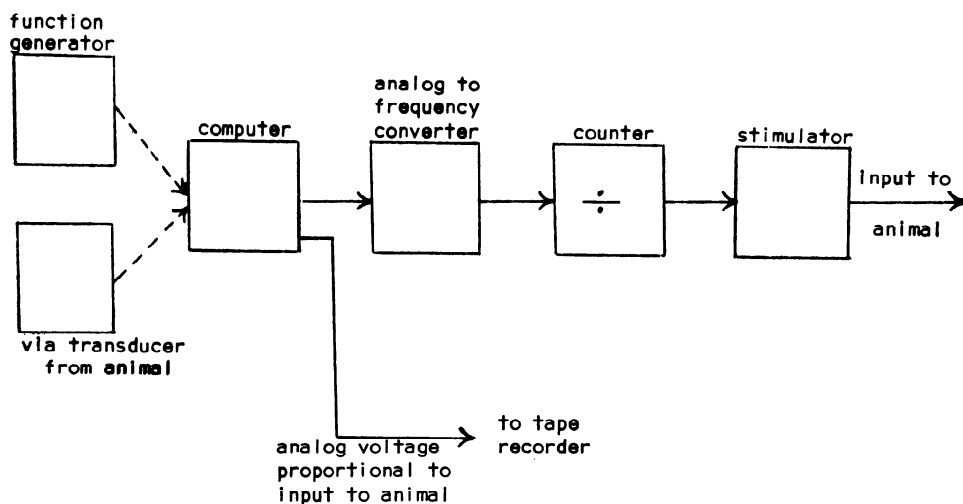 function
generator
computer
analog to
frequency
converter
counter
÷
stimulator
input to
animal
via transducer
from animal
to tape
recorder
analog voltage
proportional to
input to animal